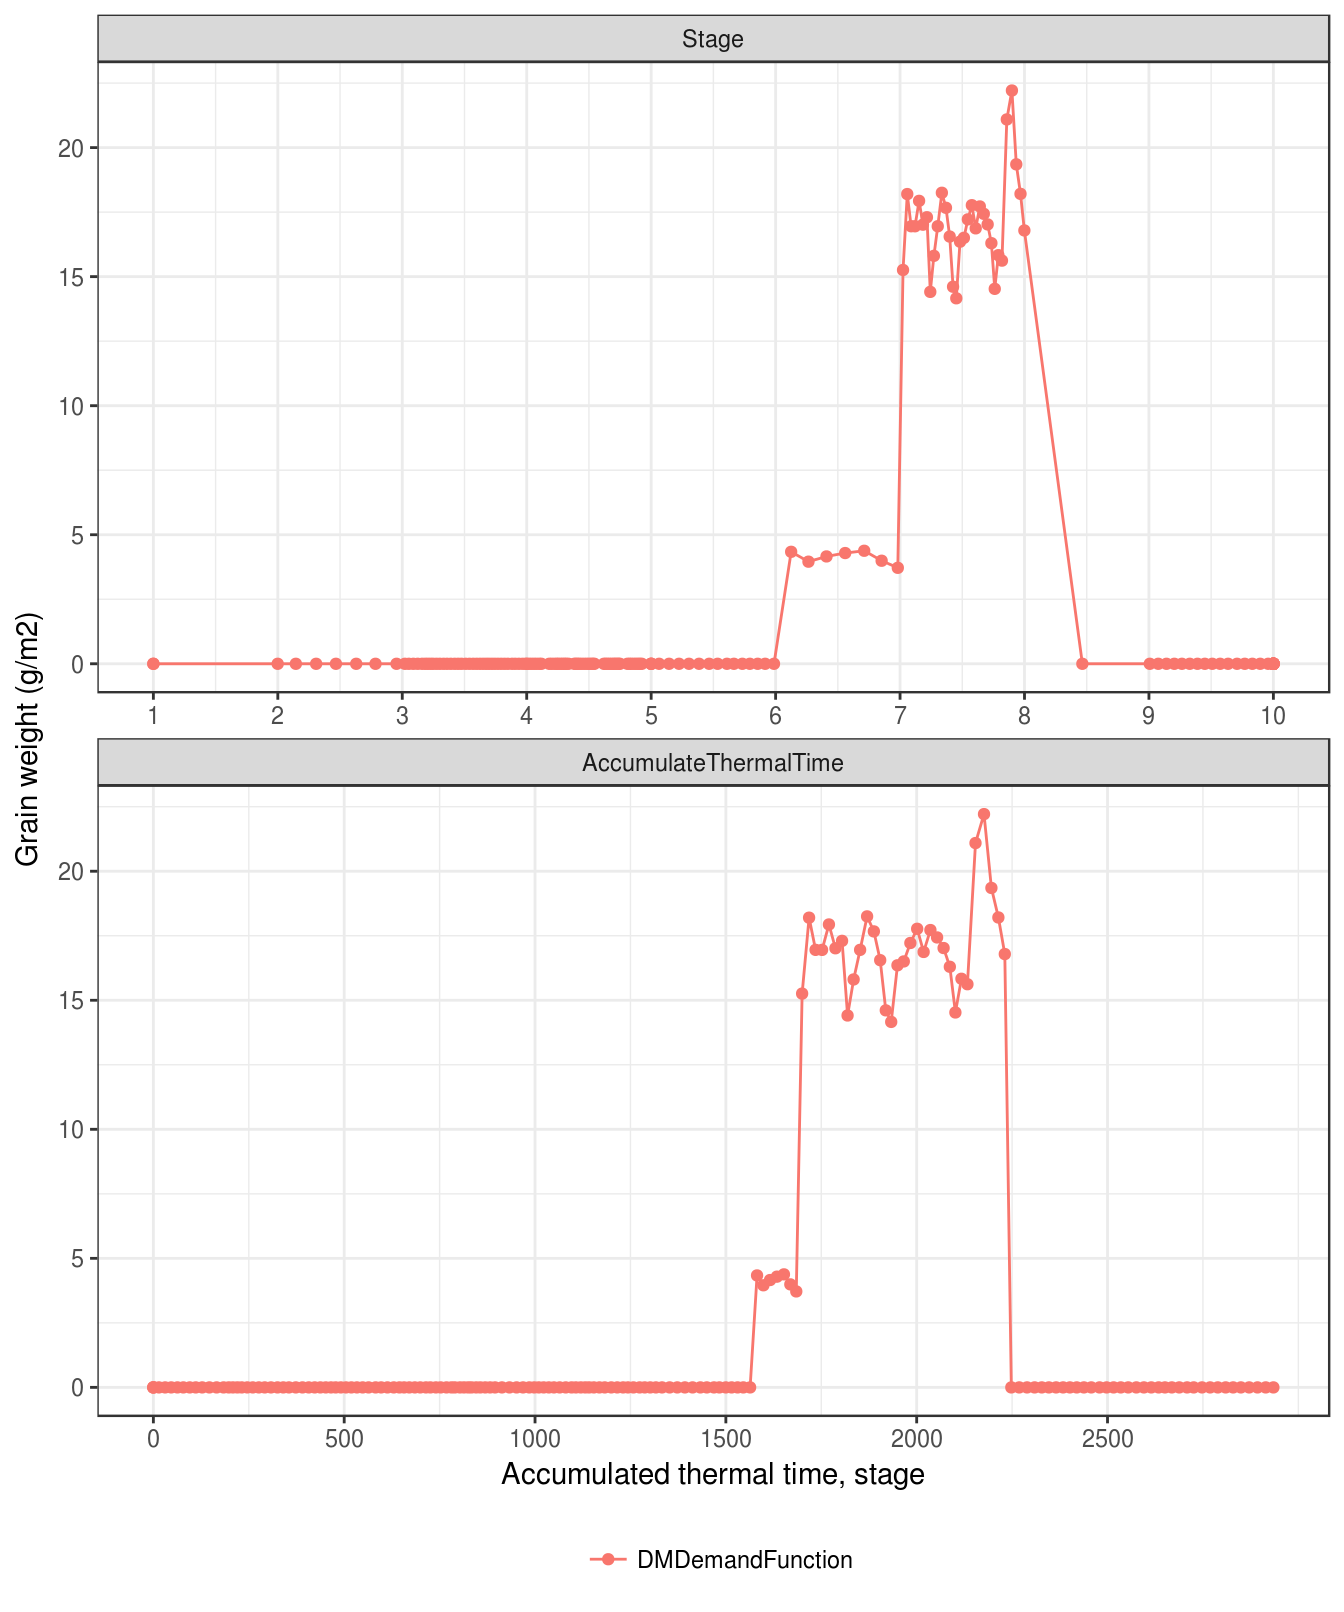 Stage
20
15
10
5
0
1 2 3 4 5 6 7 8 9 10
Grain weight (g/m2)
AccumulateThermalTime
20
15
10
5
0
0 500 1000 1500 2000 2500
Accumulated thermal time, stage
DMDemandFunction